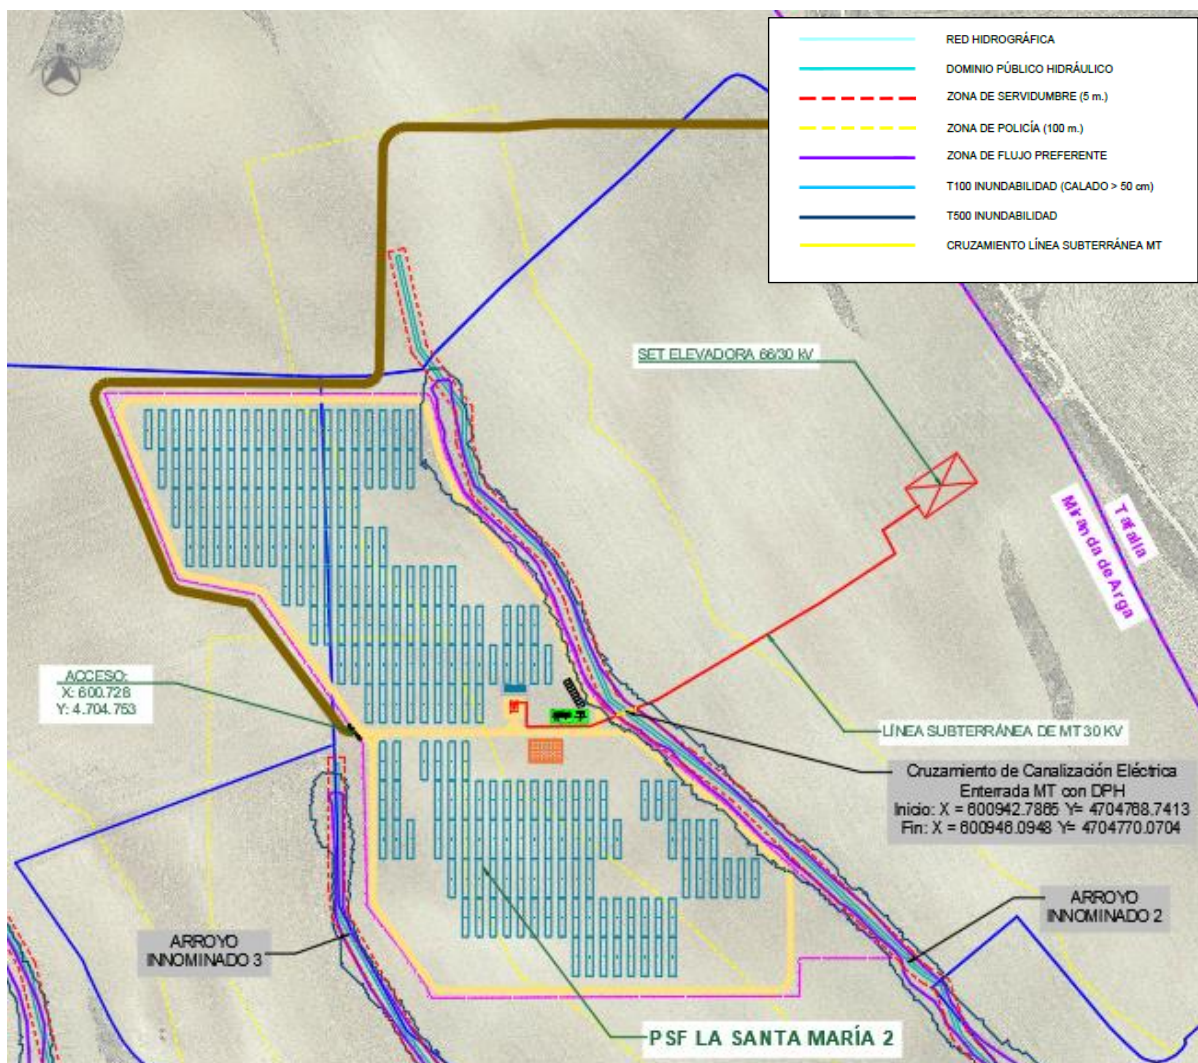 RED HIDROGRÁFICA
DOMINIO PÚBLICO HIDRÁULICO
ZONA DE SERVIDUMBRE (5 m.)
ZONA DE POLICÍA (100 m.)
ZONA DE FLUJO PREFERENTE
T100 INUNDABILIDAD (CALADO > 50 cm)
T500 INUNDABILIDAD
CRUZAMIENTO LÍNEA SUBTERRÁNEA MT
N
SET ELEVADORA 66/30 kV
Tafalla
Miranda de Arga
ACCESO:
X: 600.728
Y: 4.704.753
LÍNEA SUBTERRÁNEA DE MT 30 KV
Cruzamiento de Canalización Eléctrica
Enterrada MT con DPH
Inicio: X = 600942.7865 Y= 4704768.7413
Fin: X = 600946.0948 Y= 4704770.0704
ARROYO
INNOMINADO 2
ARROYO
INNOMINADO 3
PSF LA SANTA MARÍA 2